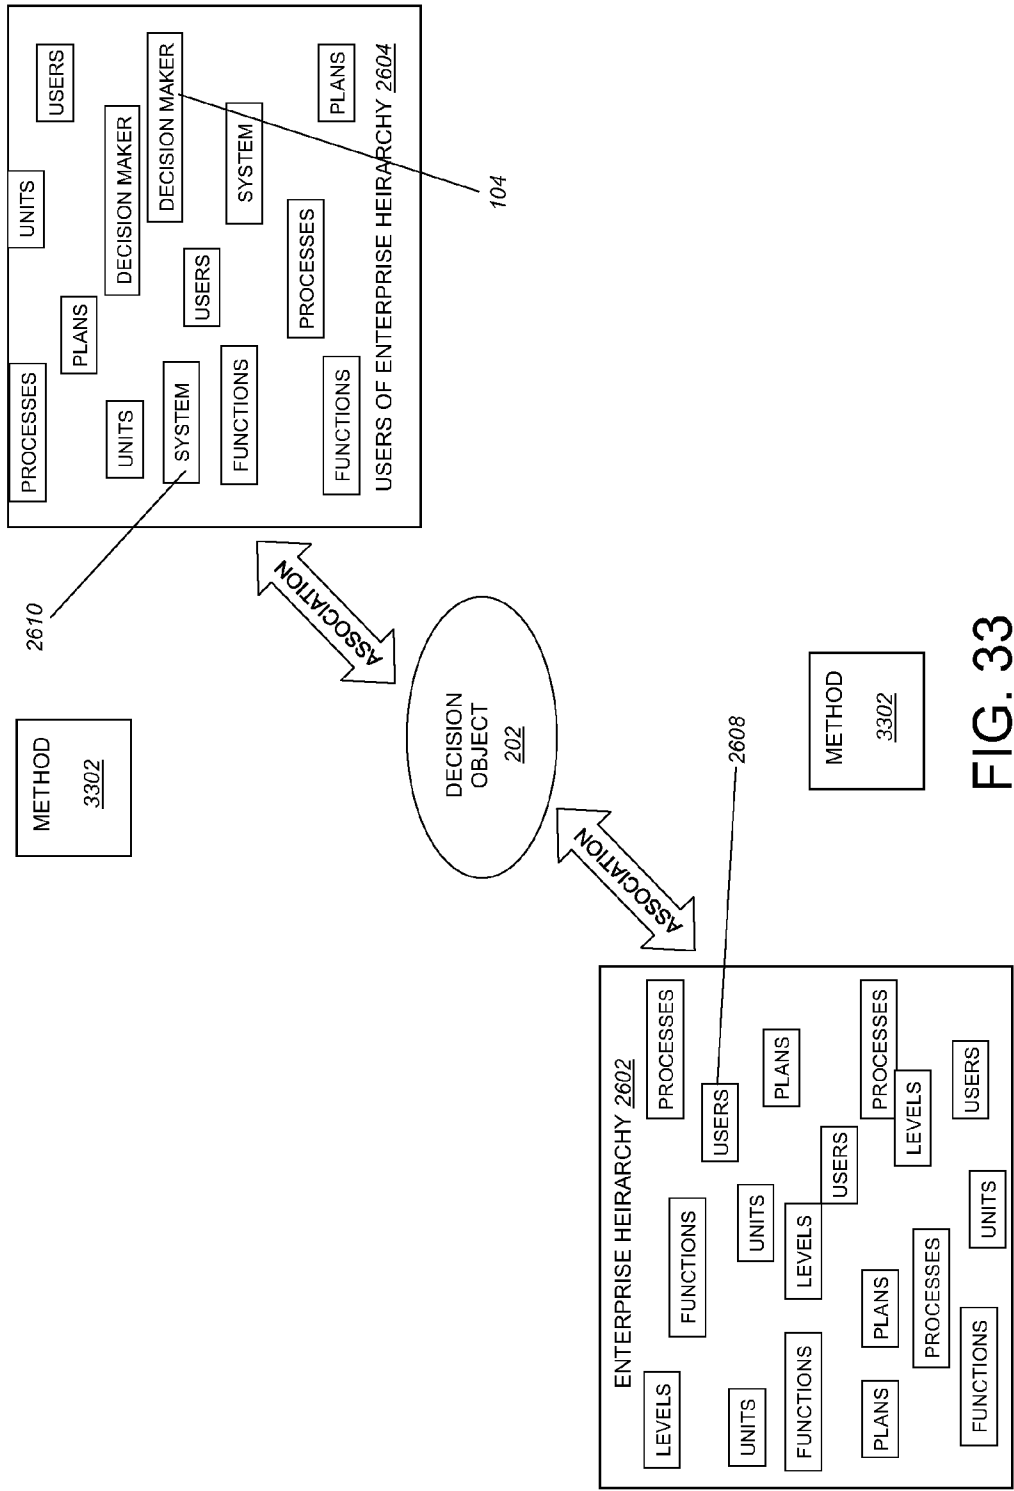 METHOD
3302
2610
PROCESSES
UNITS
USERS
PLANS
UNITS
DECISION MAKER
DECISION MAKER
SYSTEM
USERS
FUNCTIONS
SYSTEM
PROCESSES
FUNCTIONS
PLANS
USERS OF ENTERPRISE HEIRARCHY 2604
104
ASSOCIATION
DECISION
OBJECT
202
ASSOCIATION
ENTERPRISE HEIRARCHY 2602
LEVELS
PROCESSES
FUNCTIONS
USERS
2608
UNITS
UNITS
PLANS
FUNCTIONS
LEVELS
USERS
PLANS
PLANS
PROCESSES
LEVELS
PROCESSES
USERS
FUNCTIONS
UNITS
METHOD
3302
FIG. 33